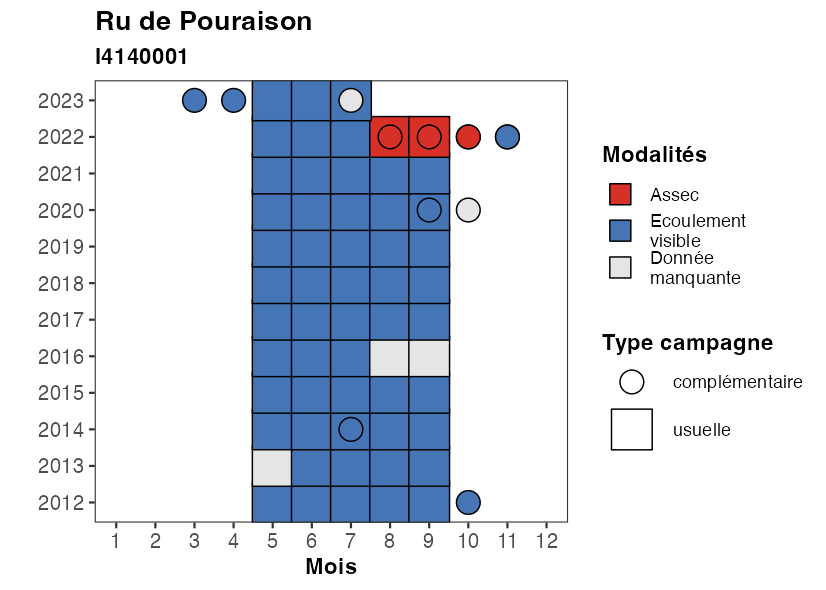 Ru de Pouraison
I4140001
2023
2022
2021
2020
2019
2018
2017
2016
2015
2014
2013
2012
1 2 3 4 5 6 7 8 9 10 11 12
Mois
Modalités
Assec
Ecoulement
visible
Donnée
manquante
Type campagne
complémentaire
usuelle